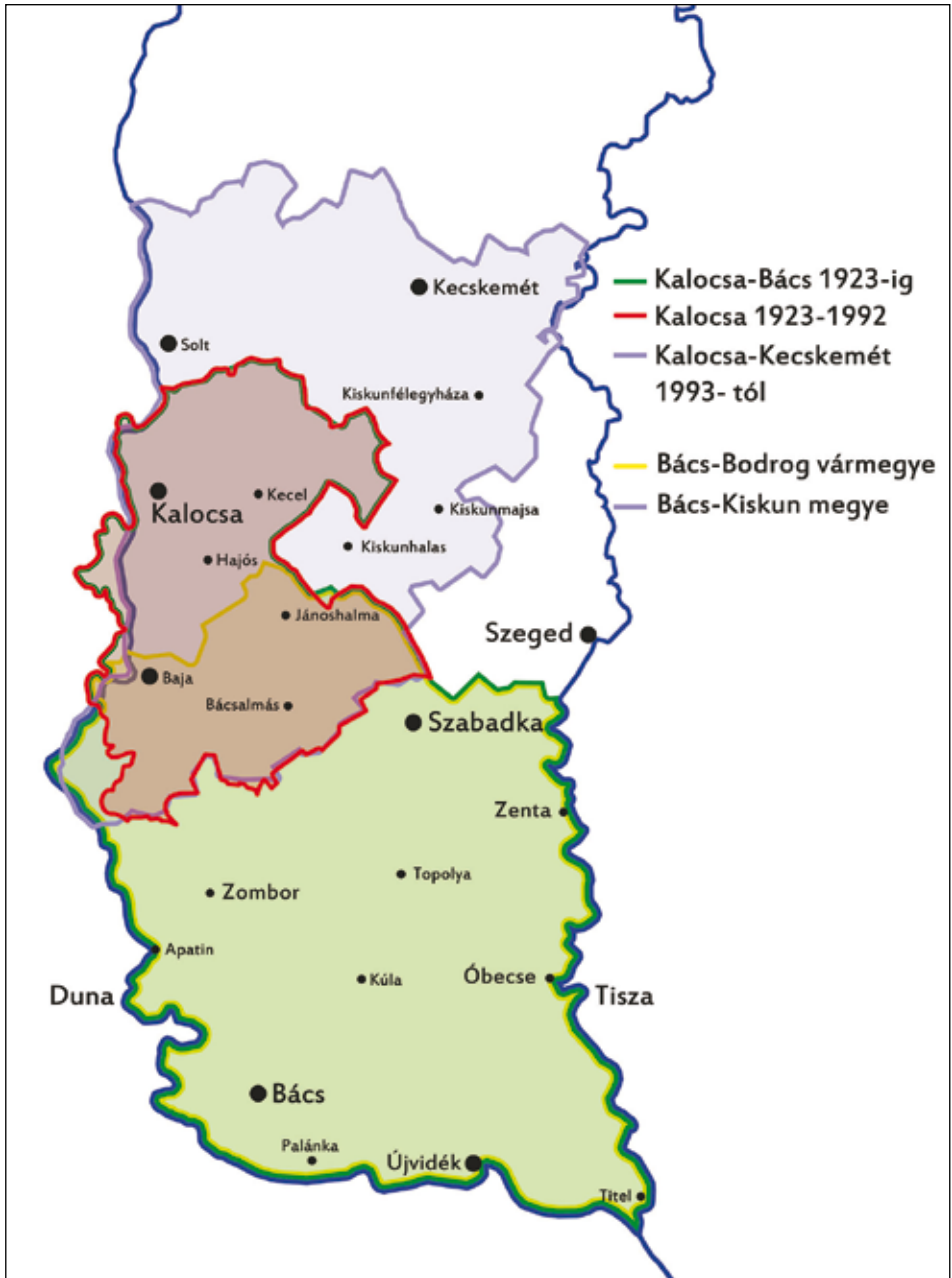 Kecskemét
Solt
Kiskunfélegyháza
Kalocsa
Kecel
Kiskunmajsa
Kiskunhalas
Hajós
Jánoshalma
Szeged
Baja
Bácsalmás
Szabadka
Zenta
Topolya
Zombor
Apatin
Kúla
Óbecse
Duna
Tisza
Bács
Palánka
Újvidék
Titel
Kalocsa-Bács 1923-ig
Kalocsa 1923-1992
Kalocsa-Kecskemét
1993- tól
Bács-Bodrog vármegye
Bács-Kiskun megye